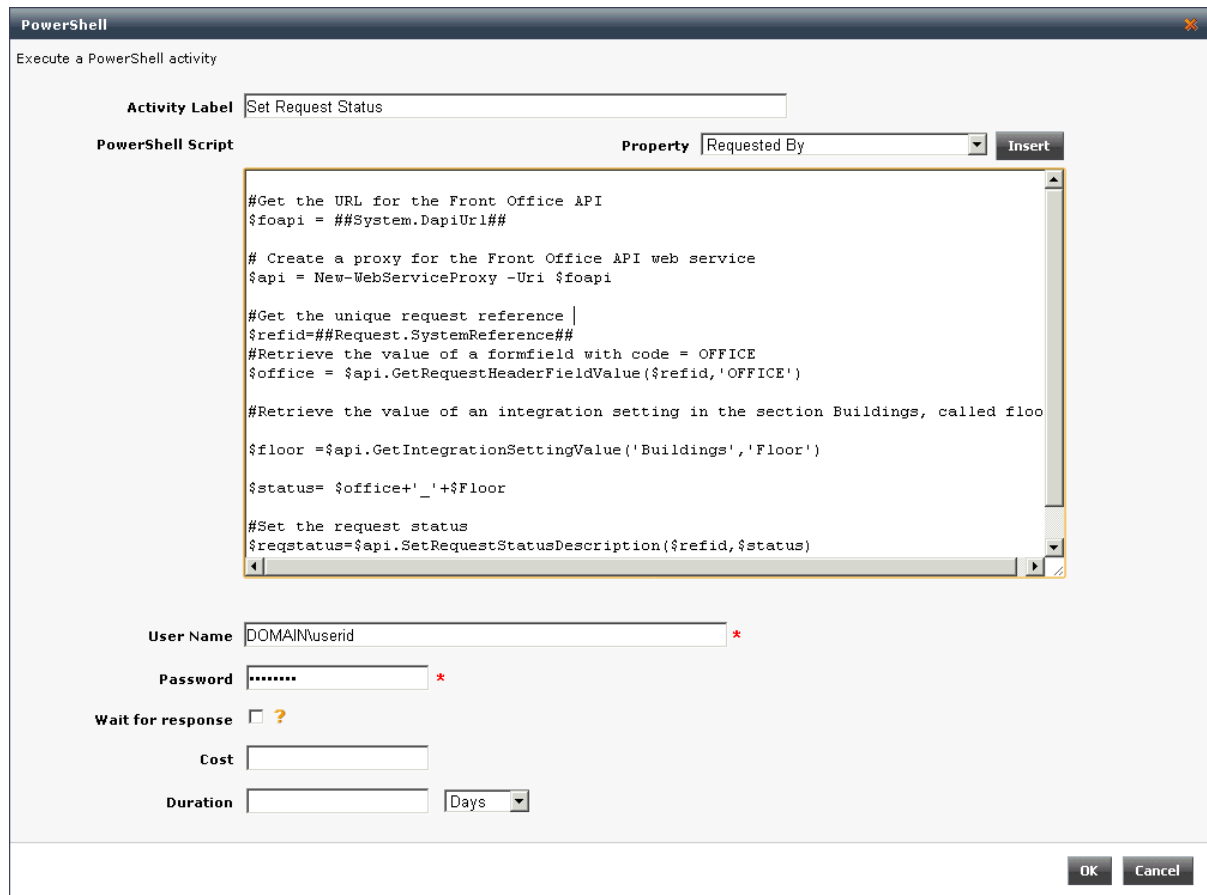 PowerShell
Execute a PowerShell activity
Activity Label Set Request Status
PowerShell Script Property Requested By Insert
#Get the URL for the Front Office API
$foapi = ##System.DapiUrl##
# Create a proxy for the Front Office API web service
$api = New-WebServiceProxy -Uri $foapi
#Get the unique request reference
$refid=##Request.SystemReference##
#Retrieve the value of a formfield with code = OFFICE
$office = $api.GetRequestHeaderFieldValue($refid,'OFFICE')
#Retrieve the value of an integration setting in the section Buildings, called floo
$floor =$api.GetIntegrationSettingValue('Buildings','Floor')
$status= $office+'_'+$Floor
#Set the request status
$reqstatus=$api.SetRequestStatusDescription($refid,$status)
User Name DOMAIN\userid *
Password •••••••• *
Wait for response ?
Cost
Duration Days
OK Cancel